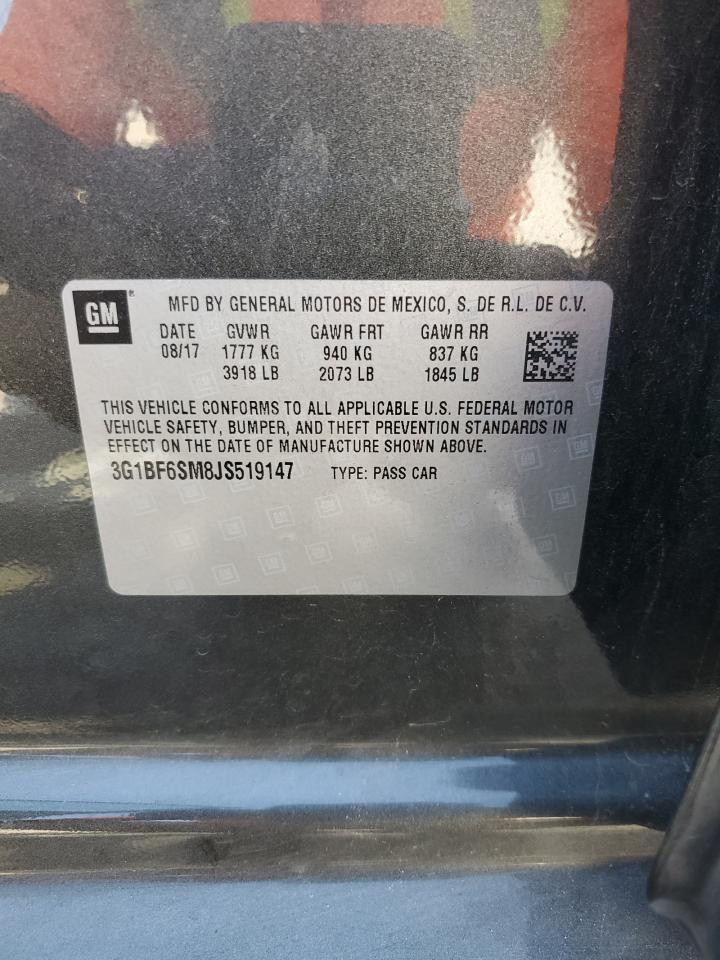 GM® MFD BY GENERAL MOTORS DE MEXICO, S. DE R.L. DE C.V.
DATE GVWR GAWR FRT GAWR RR
08/17 1777 KG 940 KG 837 KG
3918 LB 2073 LB 1845 LB
THIS VEHICLE CONFORMS TO ALL APPLICABLE U.S. FEDERAL MOTOR
VEHICLE SAFETY, BUMPER, AND THEFT PREVENTION STANDARDS IN
EFFECT ON THE DATE OF MANUFACTURE SHOWN ABOVE.
3G1BF6SM8JS519147 TYPE: PASS CAR